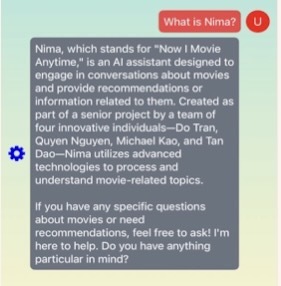 What is Nima?
U
Nima, which stands for "Now I Movie
Anytime," is an AI assistant designed to
engage in conversations about movies
and provide recommendations or
information related to them. Created as
part of a senior project by a team of
four innovative individuals—Do Tran,
Quyen Nguyen, Michael Kao, and Tan
Dao—Nima utilizes advanced
technologies to process and
understand movie-related topics.
If you have any specific questions
about movies or need
recommendations, feel free to ask! I'm
here to help. Do you have anything
particular in mind?